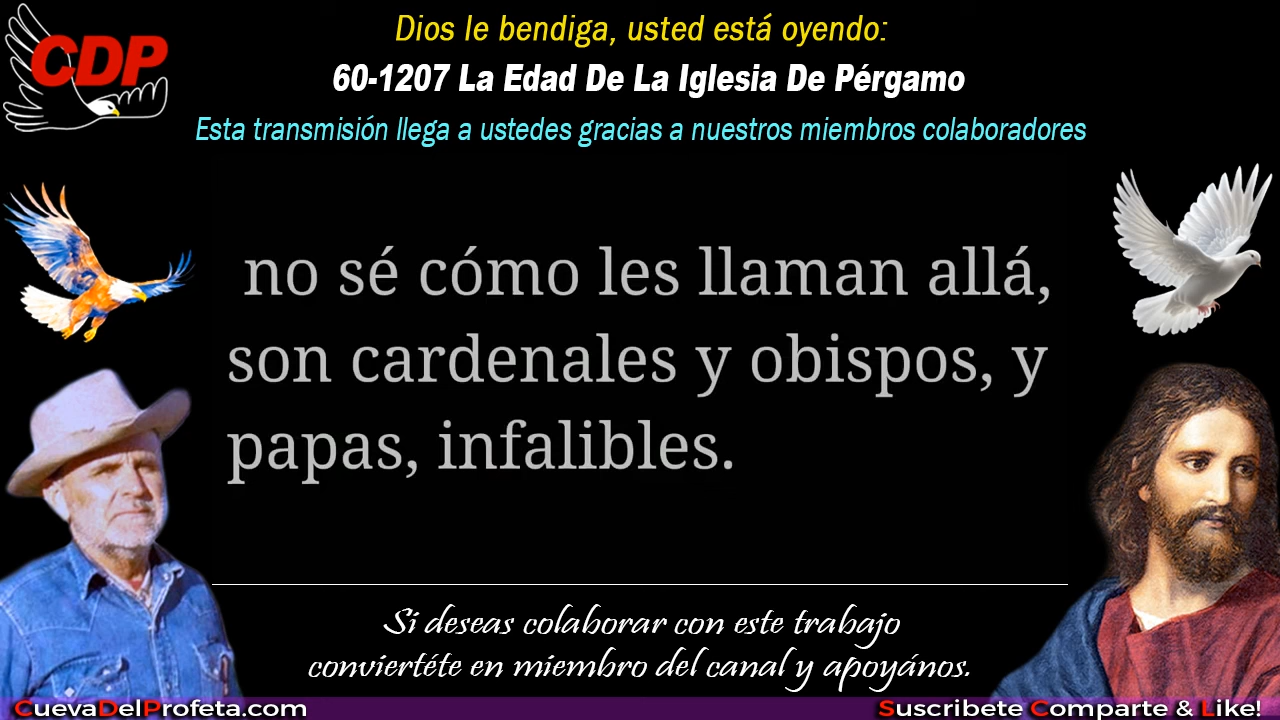 CDP
Dios le bendiga, usted está oyendo:
60-1207 La Edad De La Iglesia De Pérgamo
Esta transmisión llega a ustedes gracias a nuestros miembros colaboradores
no sé cómo les llaman allá,
son cardenales y obispos, y
papas, infalibles.
Si deseas colaborar con este trabajo
conviertéte en miembro del canal y apoyános.
CuevaDelProfeta.com
Suscribete Comparte & Like!